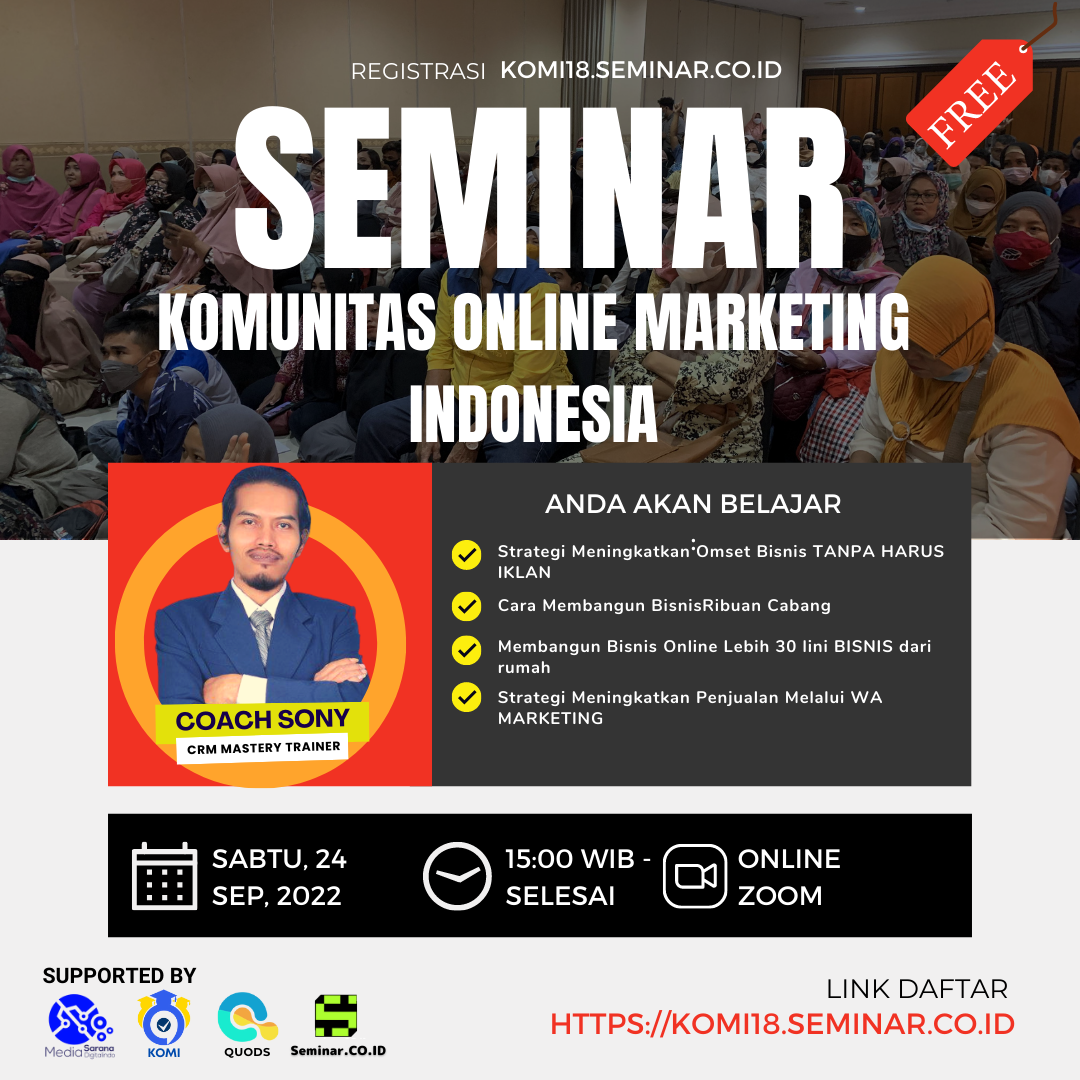 REGISTRASI KOMI18.SEMINAR.CO.ID
FREE
SEMINAR
KOMUNITAS ONLINE MARKETING
INDONESIA
ANDA AKAN BELAJAR
:
Strategi Meningkatkan Omset Bisnis TANPA HARUS
IKLAN
Cara Membangun BisnisRibuan Cabang
Membangun Bisnis Online Lebih 30 lini BISNIS dari
rumah
Strategi Meningkatkan Penjualan Melalui WA
MARKETING
COACH SONY
CRM MASTERY TRAINER
SABTU, 24
SEP, 2022
15:00 WIB -
SELESAI
ONLINE
ZOOM
SUPPORTED BY
Media Sarana Digitalindo
KOMI
QUODS
Seminar.CO.ID
LINK DAFTAR
HTTPS://KOMI18.SEMINAR.CO.ID